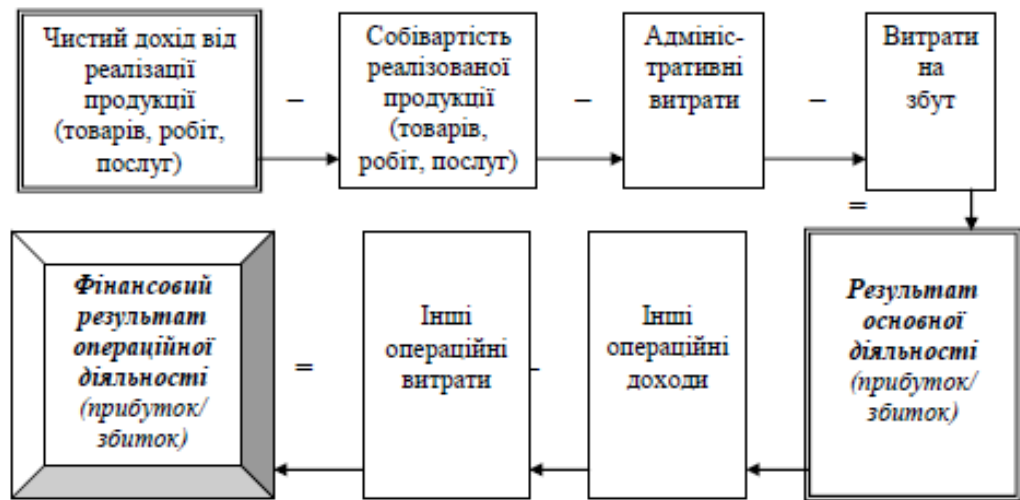 Чистий дохід від
реалізації
продукції
(товарів, робіт,
послуг)
–
Собівартість
реалізованої
продукції
(товарів,
робіт, послуг)
–
Адмініс-
тративні
витрати
–
Витрати
на
збут
=
Результат
основної
діяльності
(прибуток/
збиток)
Інші
операційні
доходи
-
Інші
операційні
витрати
=
Фінансовий
результат
операційної
діяльності
(прибуток/
збиток)